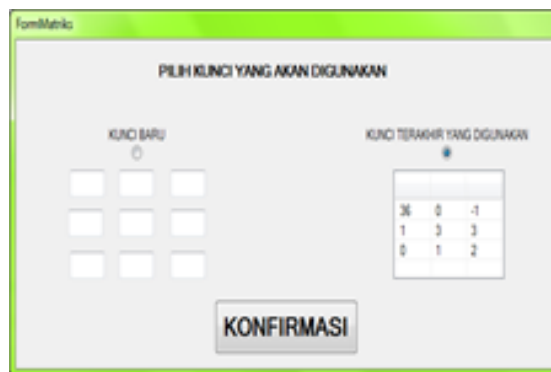 FormMatriks
PILIH KUNCI YANG AKAN DIGUNAKAN
KUNCI BARU
KUNCI TERAKHIR YANG DIGUNAKAN
36 0 -1
1 3 3
0 1 2
KONFIRMASI